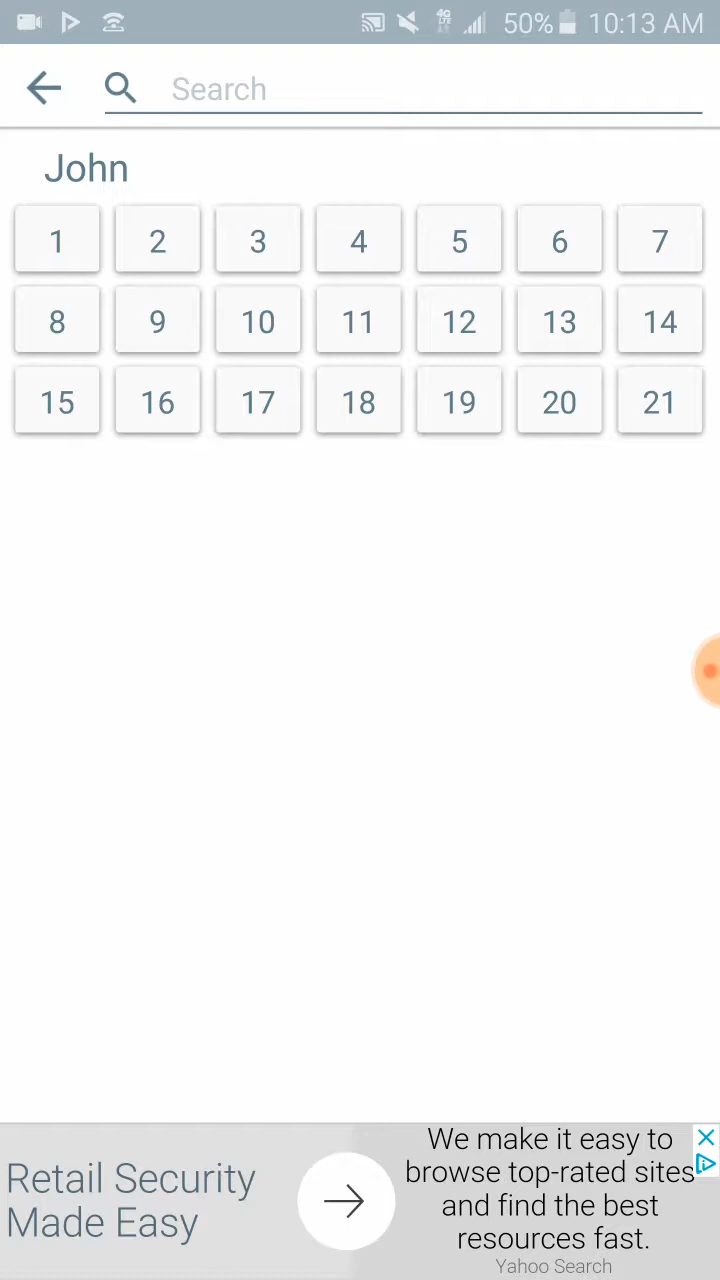 50% 10:13 AM
Search
John
1 2 3 4 5 6 7
8 9 10 11 12 13 14
15 16 17 18 19 20 21
Retail Security
Made Easy
We make it easy to
browse top-rated sites
and find the best
resources fast.
Yahoo Search